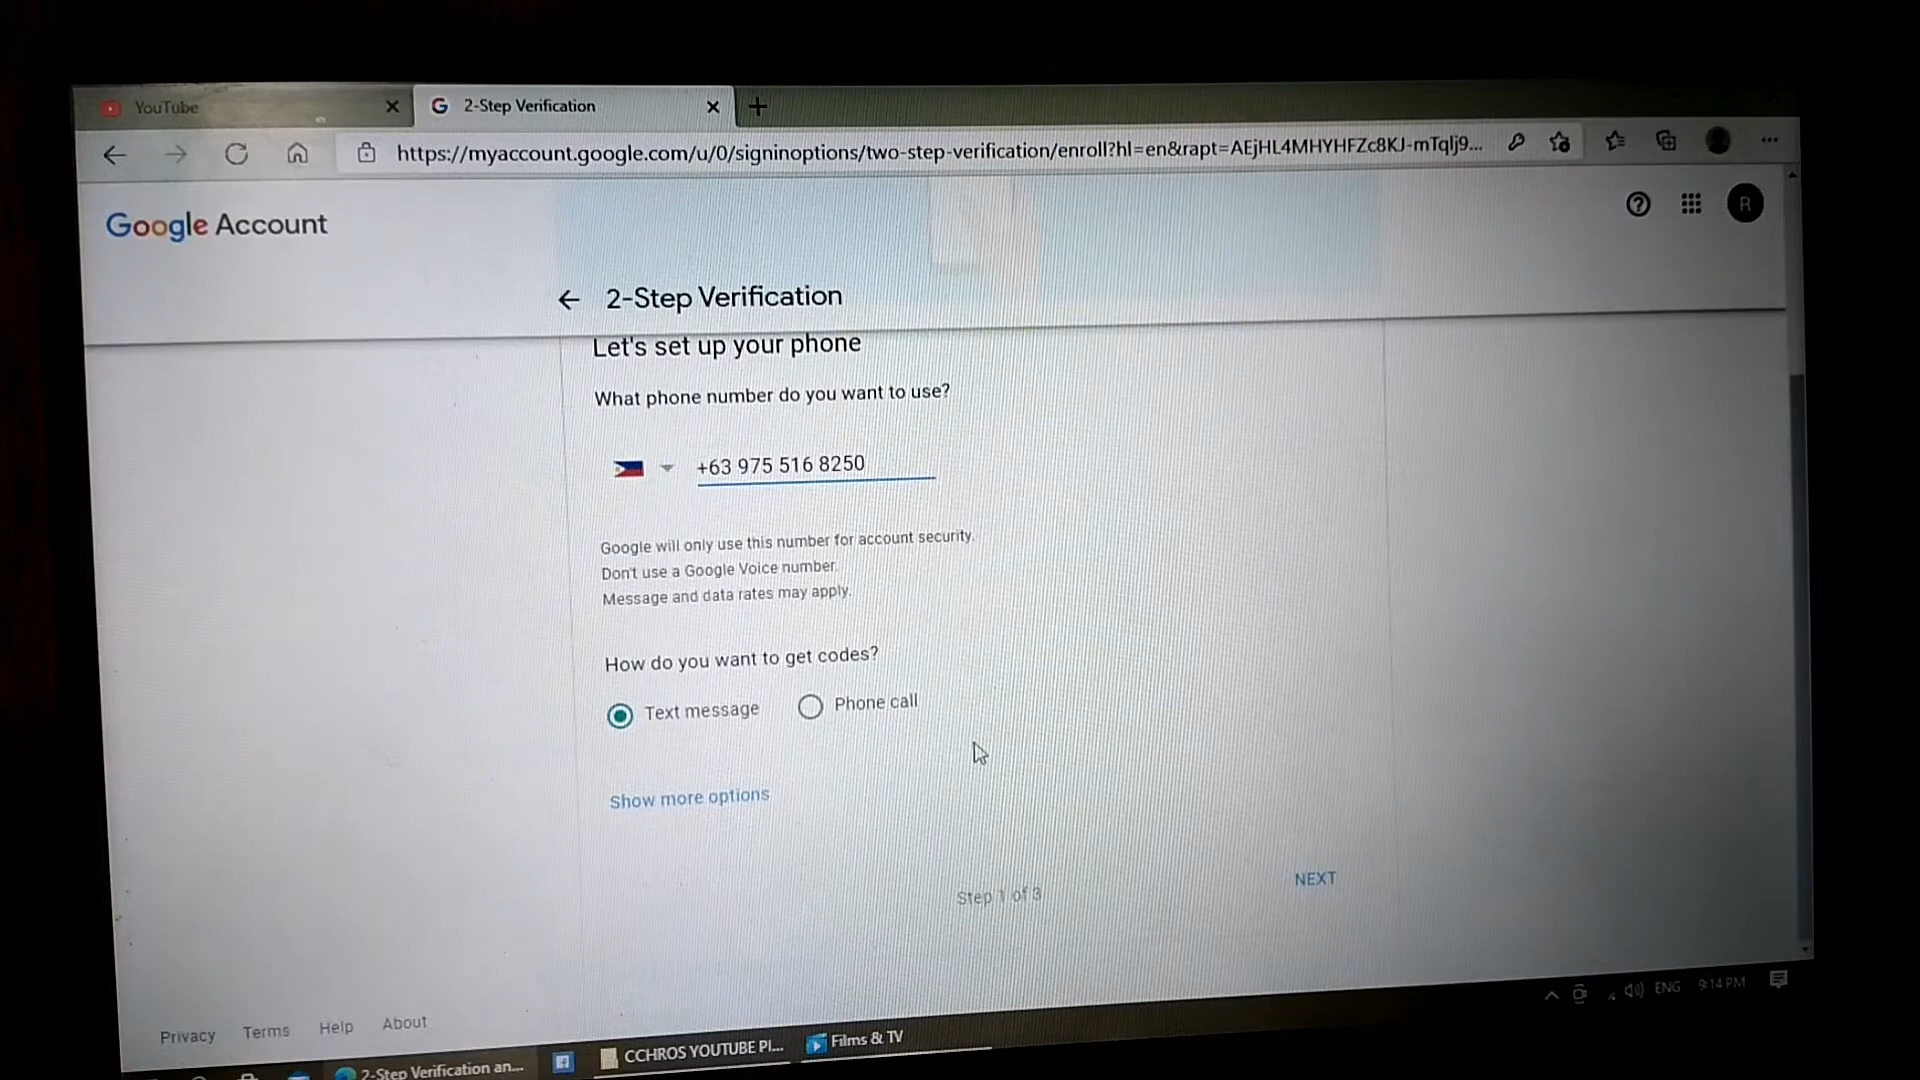 YouTube
2-Step Verification
https://myaccount.google.com/u/0/signinoptions/two-step-verification/enroll?hl=en&rapt=AEjHL4MHYHFZc8KJ-mTqlj9...
Google Account
R
2-Step Verification
Let's set up your phone
What phone number do you want to use?
+63 975 516 8250
Google will only use this number for account security.
Don't use a Google Voice number.
Message and data rates may apply.
How do you want to get codes?
Text message Phone call
Show more options
Step 1 of 3
NEXT
Privacy Terms Help About
ENG 9:14 PM
2-Step Verification an...
CCHROS YOUTUBE Pl...
Films & TV